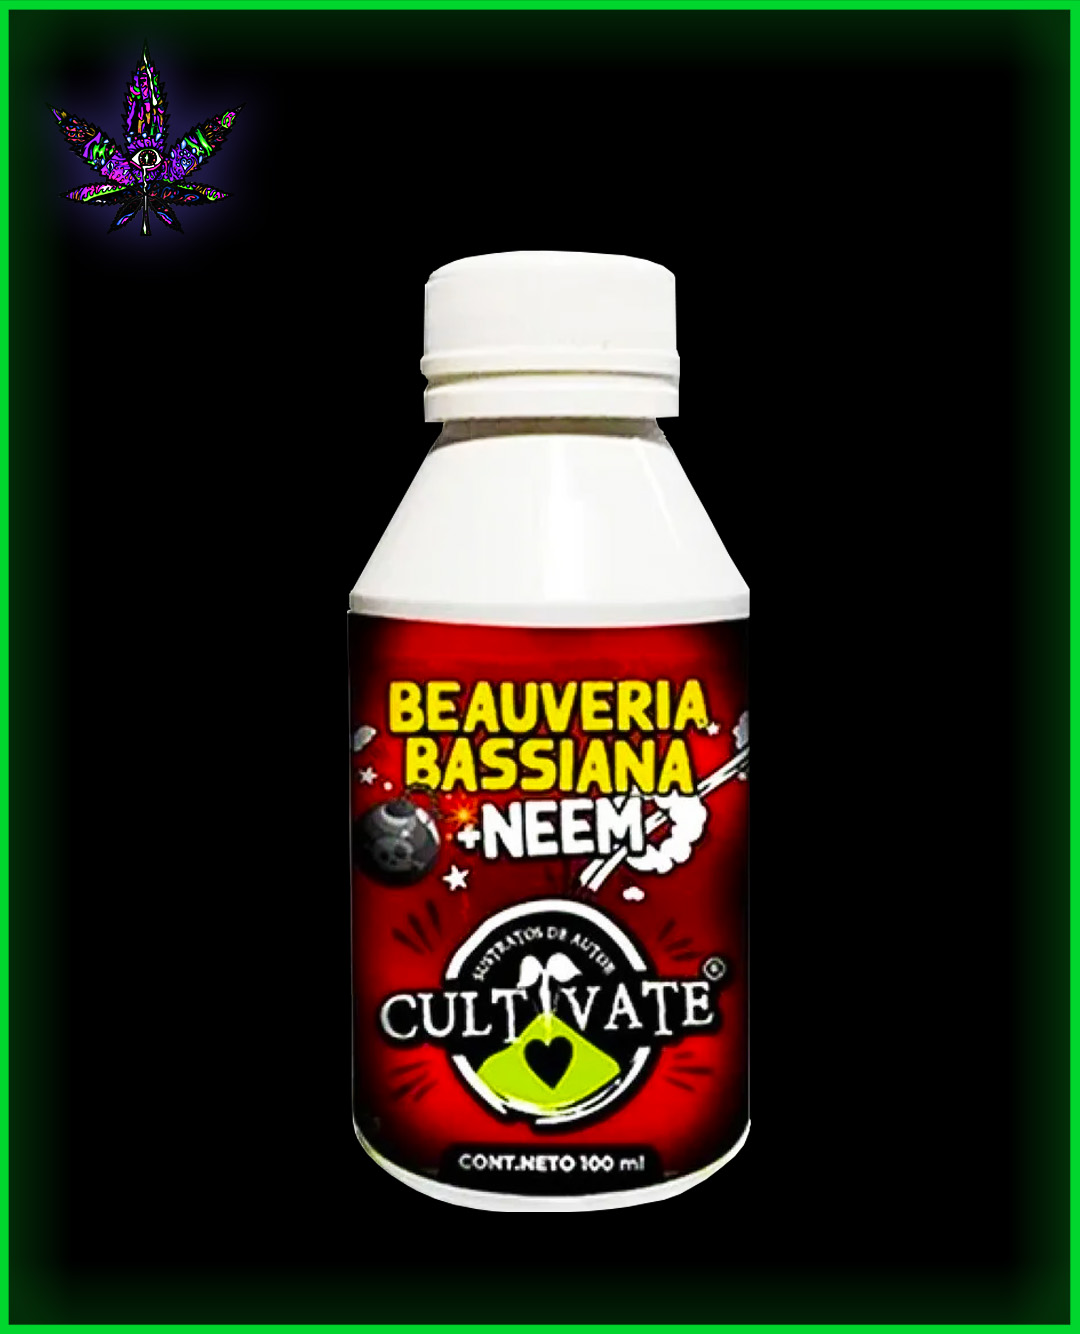 BEAUVERIA
BASSIANA
+NEEM
SUSTRATOS DE AUTOR
CULTIVATE
CONT.NETO 100 ml